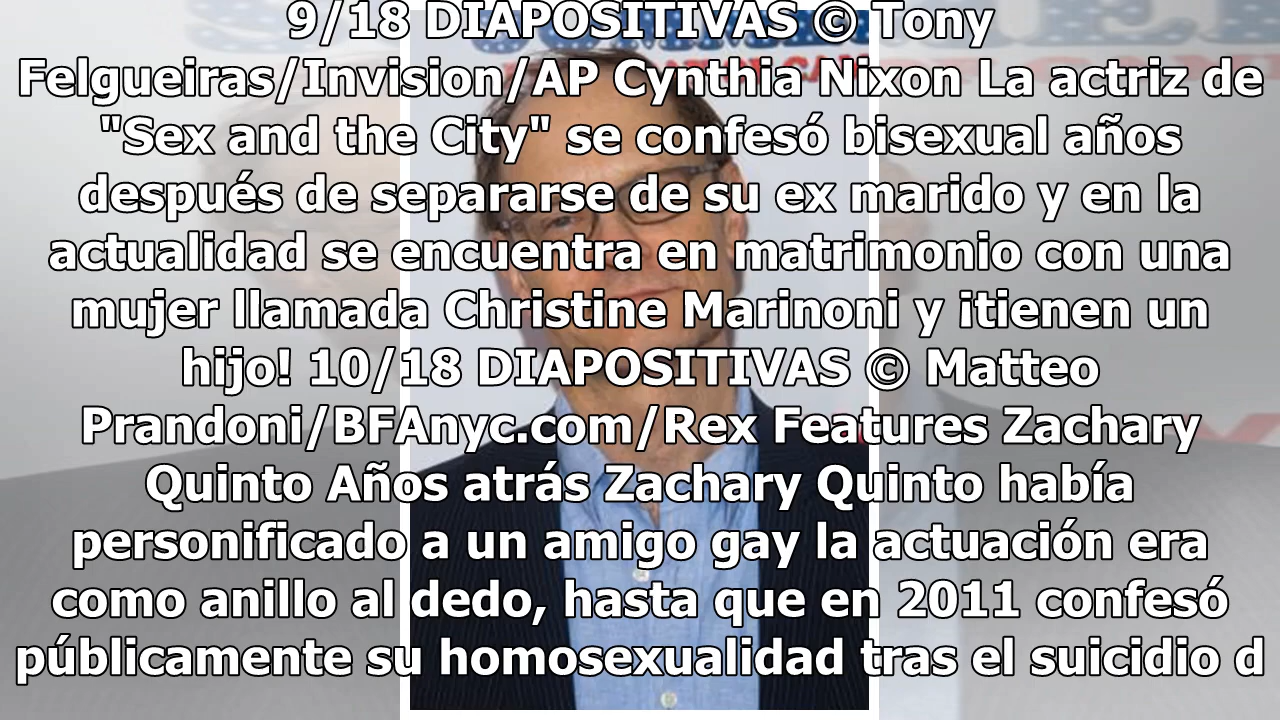 9/18 DIAPOSITIVAS © Tony
Felgueiras/Invision/AP Cynthia Nixon La actriz de
"Sex and the City" se confesó bisexual años
después de separarse de su ex marido y en la
actualidad se encuentra en matrimonio con una
mujer llamada Christine Marinoni y ¡tienen un
hijo! 10/18 DIAPOSITIVAS © Matteo
Prandoni/BFAnyc.com/Rex Features Zachary
Quinto Años atrás Zachary Quinto había
personificado a un amigo gay la actuación era
como anillo al dedo, hasta que en 2011 confesó
públicamente su homosexualidad tras el suicidio d